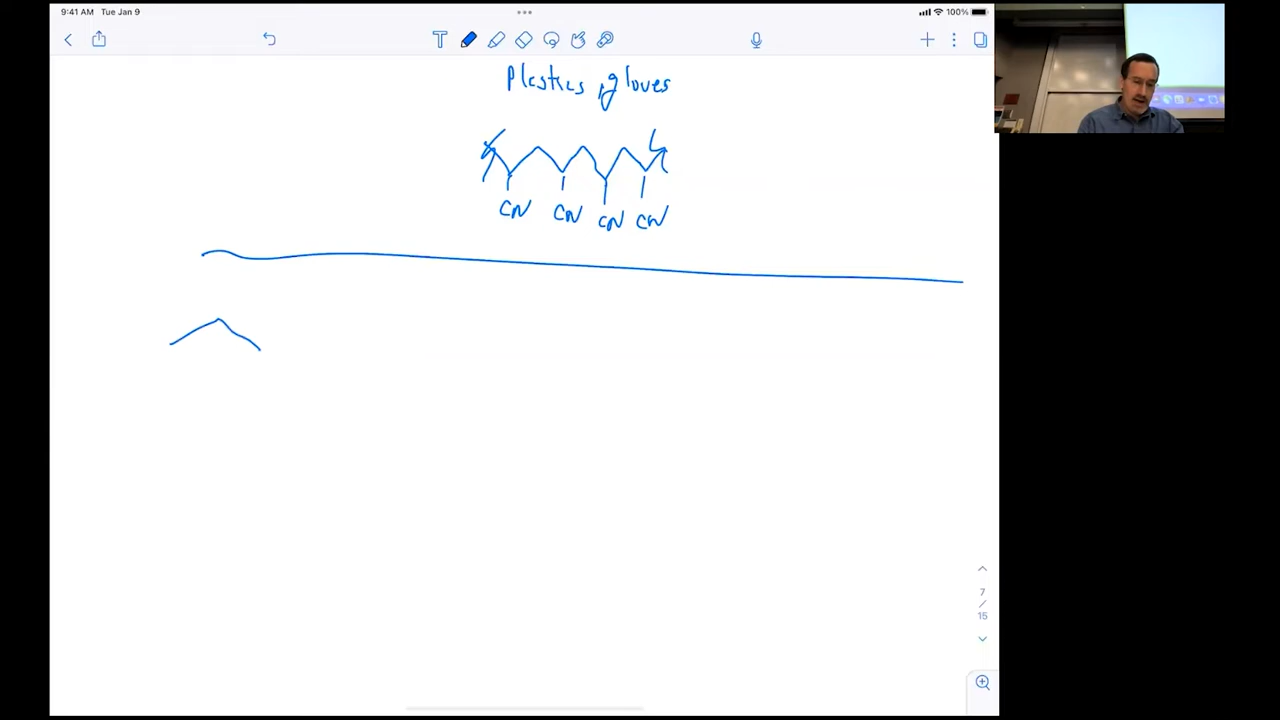 9:41 AM Tue Jan 9
100%
Plastics, gloves
CN CN CN CN
7
/
15